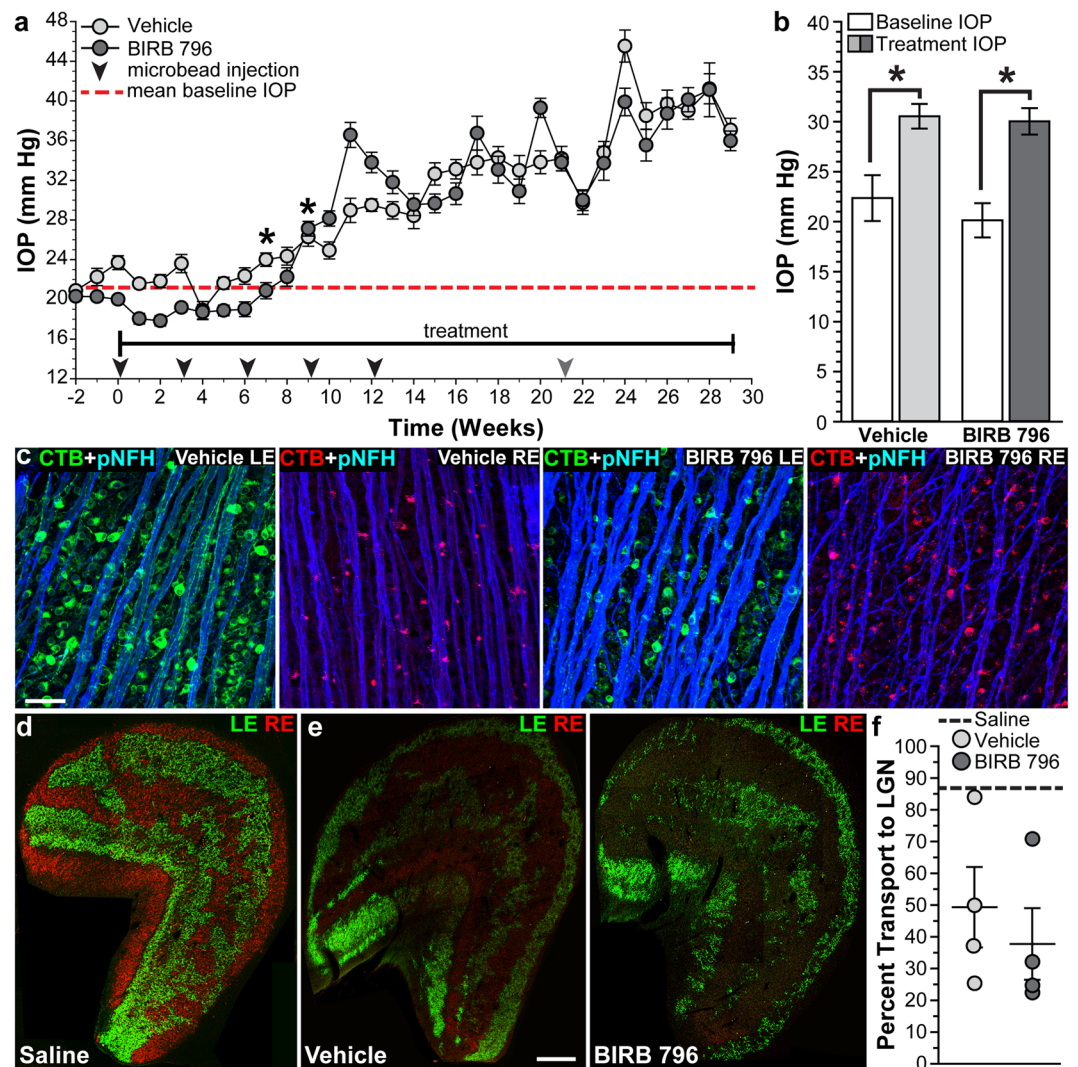 a
Vehicle
BIRB 796
microbead injection
mean baseline IOP
IOP (mm Hg)
48
44
40
36
32
28
24
20
16
12
*
*
treatment
-2 0 2 4 6 8 10 12 14 16 18 20 22 24 26 28 30
Time (Weeks)
b
Baseline IOP
Treatment IOP
IOP (mm Hg)
40
35
30
25
20
15
10
5
0
* *
Vehicle BIRB 796
c
CTB+pNFH Vehicle LE
CTB+pNFH Vehicle RE
CTB+pNFH BIRB 796 LE
CTB+pNFH BIRB 796 RE
d
LE RE
Saline
e
LE RE
Vehicle
LE RE
BIRB 796
f
Saline
Vehicle
BIRB 796
Percent Transport to LGN
100
90
80
70
60
50
40
30
20
10
0